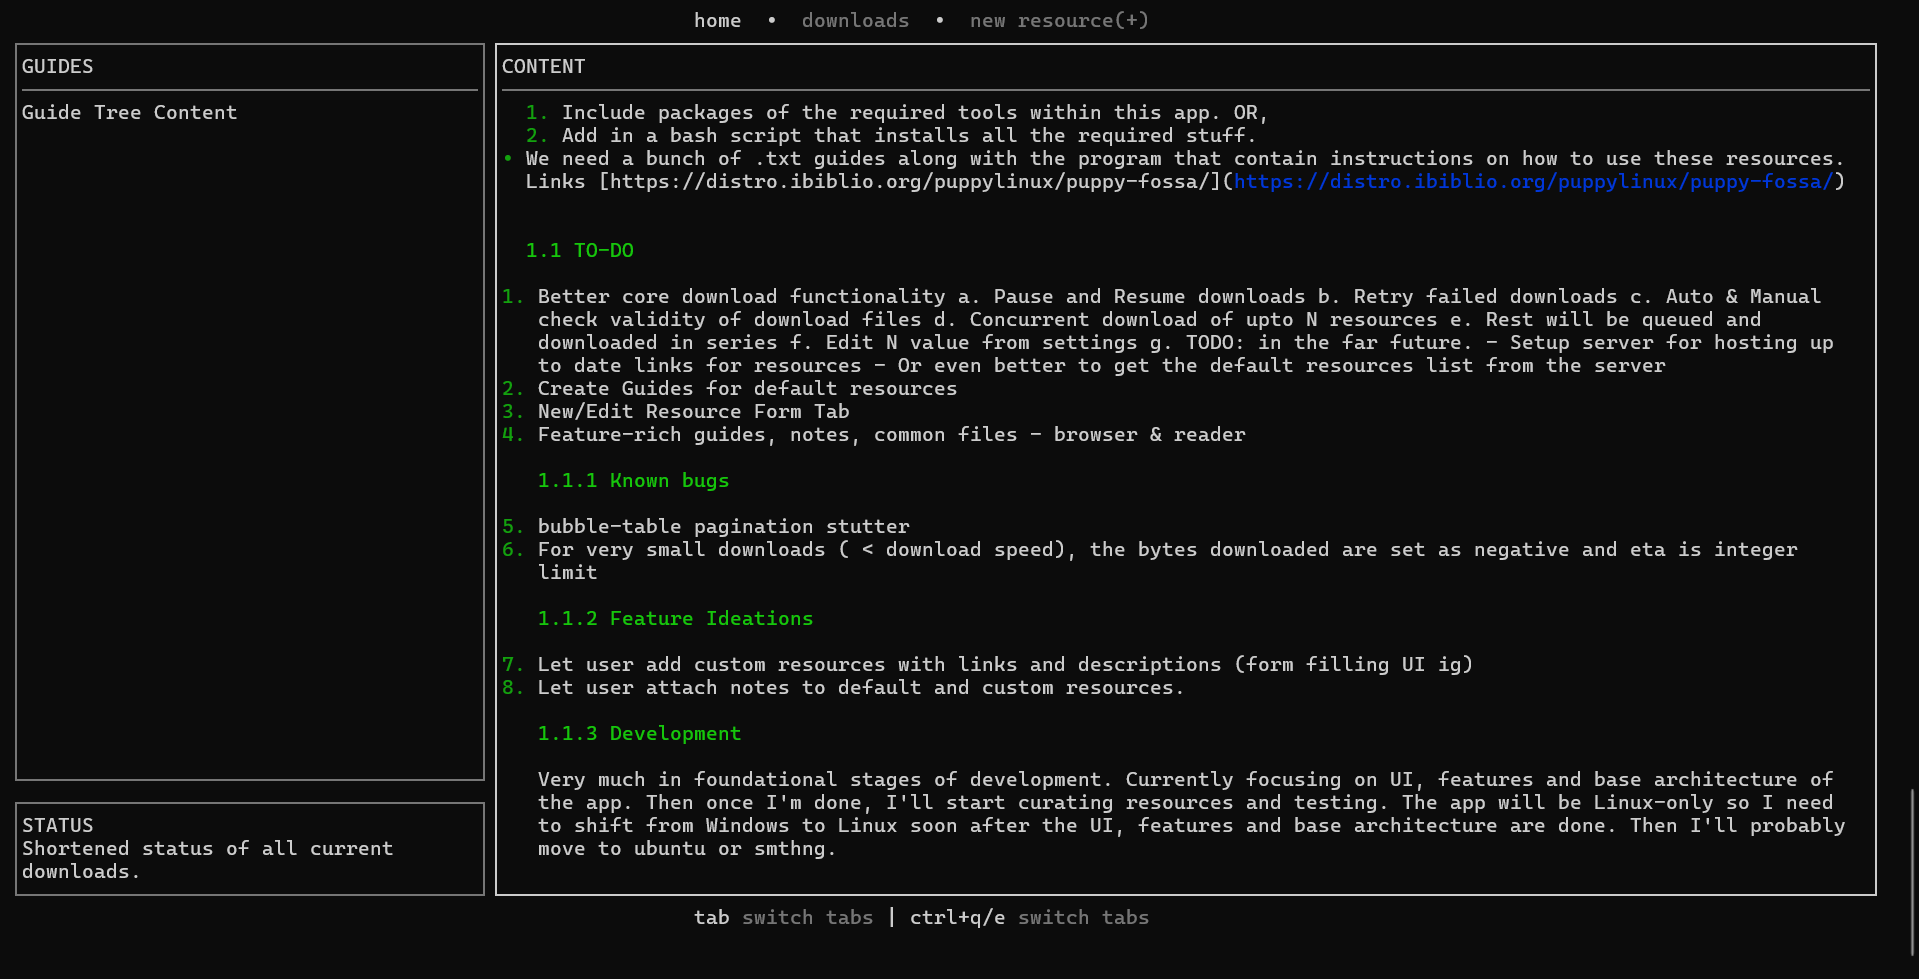 home • downloads • new resource(+)
GUIDES
Guide Tree Content
STATUS
Shortened status of all current
downloads.
CONTENT
1. Include packages of the required tools within this app. OR,
2. Add in a bash script that installs all the required stuff.
• We need a bunch of .txt guides along with the program that contain instructions on how to use these resources.
Links [https://distro.ibiblio.org/puppylinux/puppy-fossa/](https://distro.ibiblio.org/puppylinux/puppy-fossa/)
1.1 TO-DO
1. Better core download functionality a. Pause and Resume downloads b. Retry failed downloads c. Auto & Manual
check validity of download files d. Concurrent download of upto N resources e. Rest will be queued and
downloaded in series f. Edit N value from settings g. TODO: in the far future. - Setup server for hosting up
to date links for resources - Or even better to get the default resources list from the server
2. Create Guides for default resources
3. New/Edit Resource Form Tab
4. Feature-rich guides, notes, common files - browser & reader
1.1.1 Known bugs
5. bubble-table pagination stutter
6. For very small downloads ( < download speed), the bytes downloaded are set as negative and eta is integer
limit
1.1.2 Feature Ideations
7. Let user add custom resources with links and descriptions (form filling UI ig)
8. Let user attach notes to default and custom resources.
1.1.3 Development
Very much in foundational stages of development. Currently focusing on UI, features and base architecture of
the app. Then once I'm done, I'll start curating resources and testing. The app will be Linux-only so I need
to shift from Windows to Linux soon after the UI, features and base architecture are done. Then I'll probably
move to ubuntu or smthng.
tab switch tabs | ctrl+q/e switch tabs